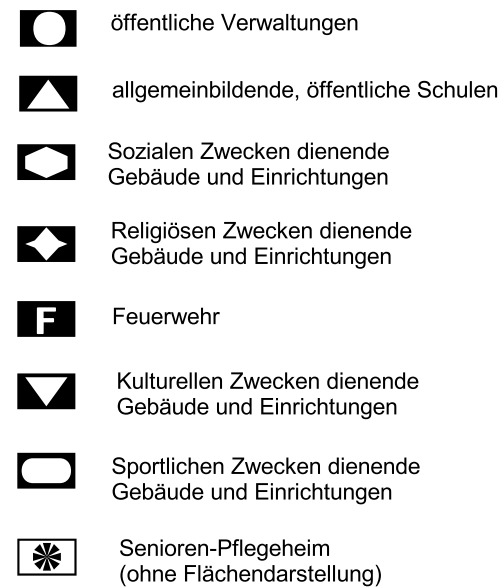 öffentliche Verwaltungen
allgemeinbildende, öffentliche Schulen
Sozialen Zwecken dienende
Gebäude und Einrichtungen
Religiösen Zwecken dienende
Gebäude und Einrichtungen
F Feuerwehr
Kulturellen Zwecken dienende
Gebäude und Einrichtungen
Sportlichen Zwecken dienende
Gebäude und Einrichtungen
Senioren-Pflegeheim
(ohne Flächendarstellung)